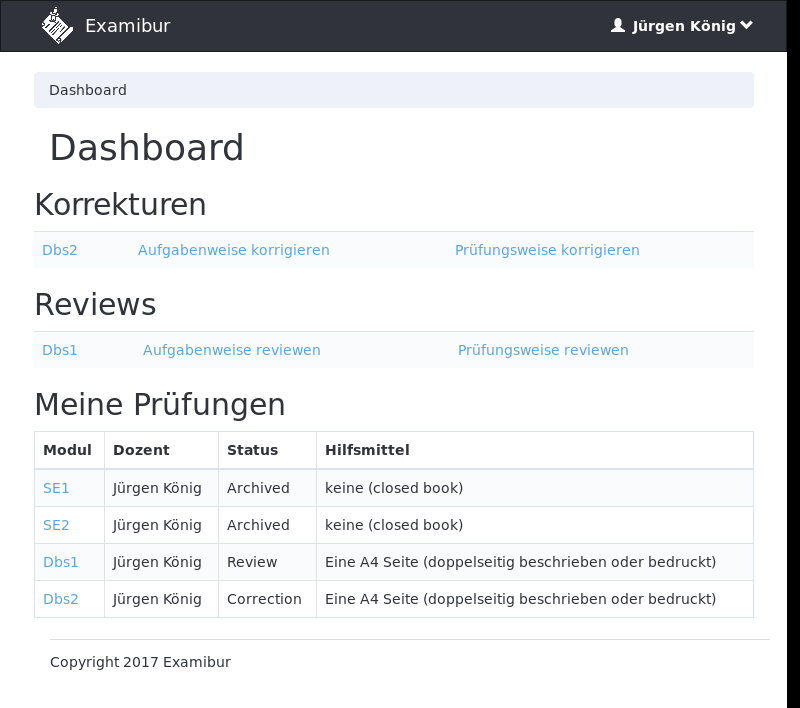 Examibur Jürgen König
Dashboard
Dashboard
Korrekturen
Dbs2 Aufgabenweise korrigieren Prüfungsweise korrigieren
Reviews
Dbs1 Aufgabenweise reviewen Prüfungsweise reviewen
Meine Prüfungen
Modul Dozent Status Hilfsmittel
SE1 Jürgen König Archived keine (closed book)
SE2 Jürgen König Archived keine (closed book)
Dbs1 Jürgen König Review Eine A4 Seite (doppelseitig beschrieben oder bedruckt)
Dbs2 Jürgen König Correction Eine A4 Seite (doppelseitig beschrieben oder bedruckt)
Copyright 2017 Examibur